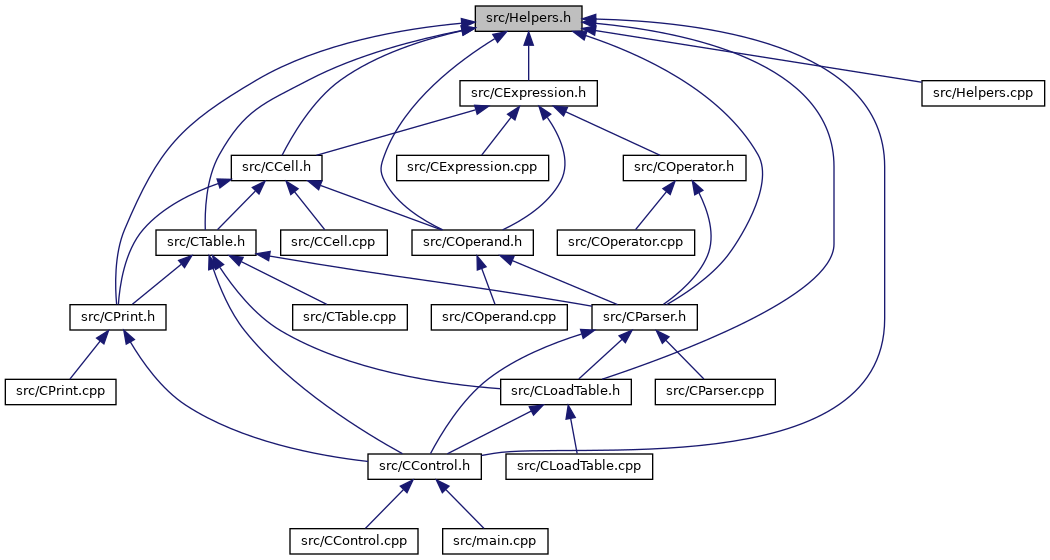 src/Helpers.h
src/CExpression.h
src/Helpers.cpp
src/CCell.h
src/CExpression.cpp
src/COperator.h
src/CTable.h
src/CCell.cpp
src/COperand.h
src/COperator.cpp
src/CPrint.h
src/CTable.cpp
src/COperand.cpp
src/CParser.h
src/CPrint.cpp
src/CLoadTable.h
src/CParser.cpp
src/CControl.h
src/CLoadTable.cpp
src/CControl.cpp
src/main.cpp